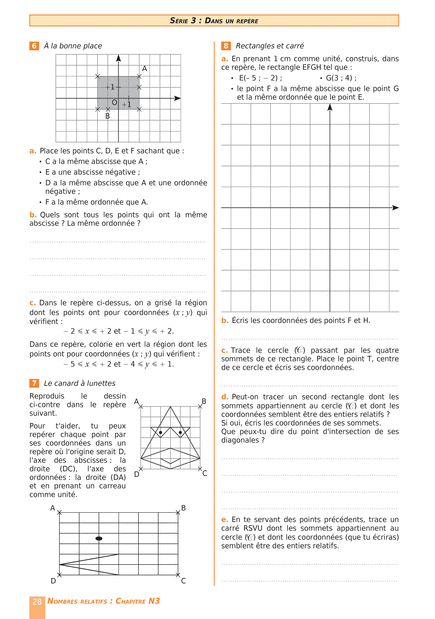 SÉRIE 3 : DANS UN REPÈRE
6 À la bonne place
A
+1
O +1
B
a. Place les points C, D, E et F sachant que :
• C a la même abscisse que A ;
• E a une abscisse négative ;
• D a la même abscisse que A et une ordonnée
négative ;
• F a la même ordonnée que A.
b. Quels sont tous les points qui ont la même
abscisse ? La même ordonnée ?
c. Dans le repère ci-dessus, on a grisé la région
dont les points ont pour coordonnées (x ; y) qui
vérifient :
– 2 ⩽ x ⩽ + 2 et – 1 ⩽ y ⩽ + 2.
Dans ce repère, colorie en vert la région dont les
points ont pour coordonnées (x ; y) qui vérifient :
– 5 ⩽ x ⩽ + 2 et – 4 ⩽ y ⩽ + 1.
7 Le canard à lunettes
Reproduis le dessin
ci-contre dans le repère
suivant.
Pour t'aider, tu peux
repérer chaque point par
ses coordonnées dans un
repère où l'origine serait D,
l'axe des abscisses : la
droite (DC), l'axe des
ordonnées : la droite (DA)
et en prenant un carreau
comme unité.
A B
D C
A B
D C
8 Rectangles et carré
a. En prenant 1 cm comme unité, construis, dans
ce repère, le rectangle EFGH tel que :
• E(– 5 ; – 2) ; • G(3 ; 4) ;
• le point F a la même abscisse que le point G
et la même ordonnée que le point E.
b. Écris les coordonnées des points F et H.
c. Trace le cercle (𝒞) passant par les quatre
sommets de ce rectangle. Place le point T, centre
de ce cercle et écris ses coordonnées.
d. Peut-on tracer un second rectangle dont les
sommets appartiennent au cercle (𝒞) et dont les
coordonnées semblent être des entiers relatifs ?
Si oui, écris les coordonnées de ses sommets.
Que peux-tu dire du point d'intersection de ses
diagonales ?
e. En te servant des points précédents, trace un
carré RSVU dont les sommets appartiennent au
cercle (𝒞) et dont les coordonnées (que tu écriras)
semblent être des entiers relatifs.
28 NOMBRES RELATIFS : CHAPITRE N3